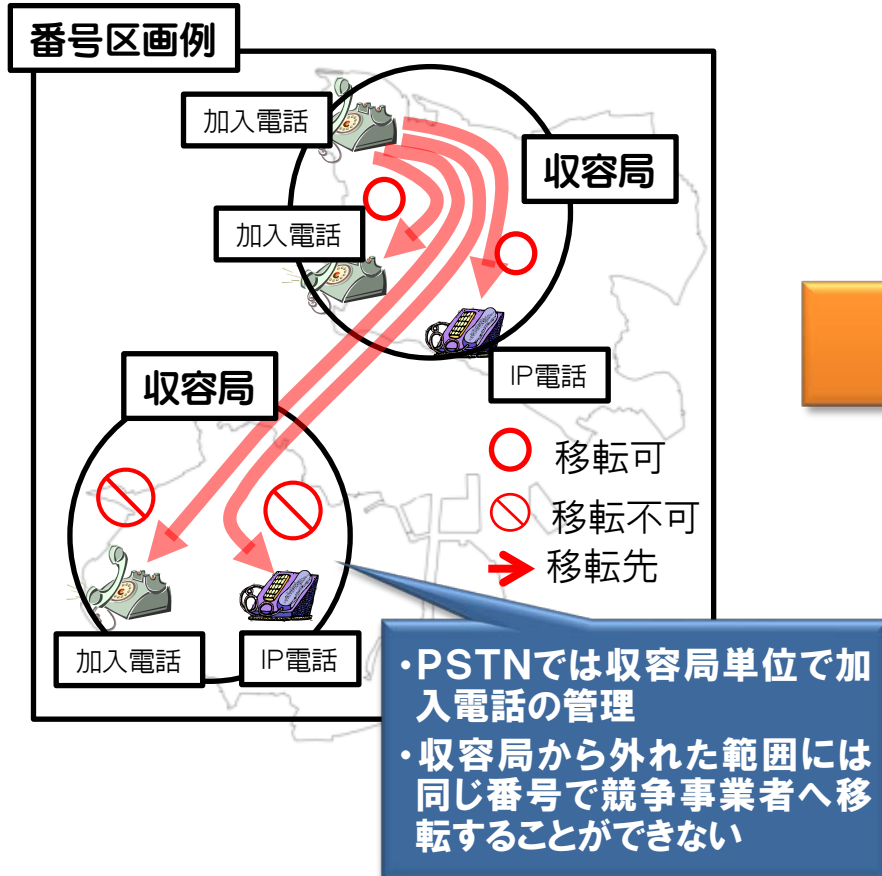 番号区画例
加入電話
収容局
加入電話
IP電話
収容局
移転可
移転不可
移転先
加入電話
IP電話
・PSTNでは収容局単位で加
入電話の管理
・収容局から外れた範囲には
同じ番号で競争事業者へ移
転することができない